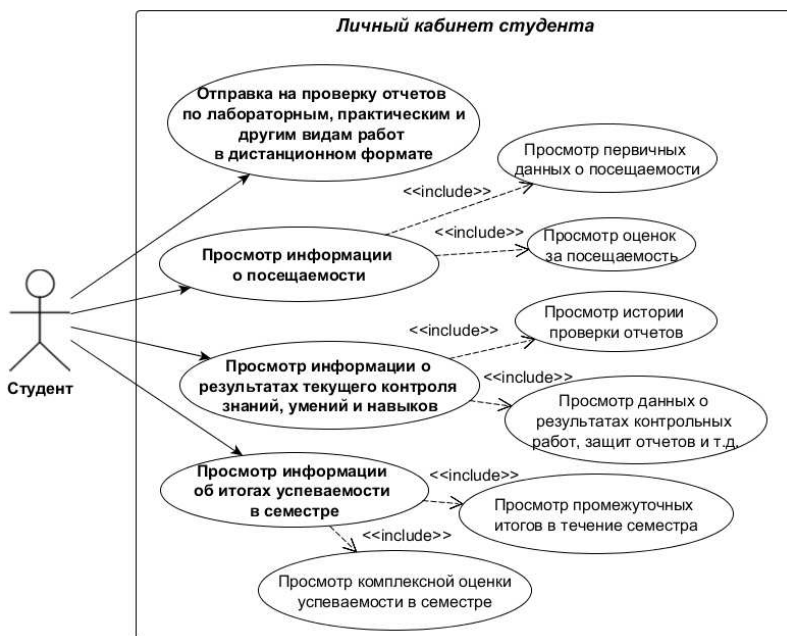 Личный кабинет студента
Отправка на проверку отчетов
по лабораторным, практическим и
другим видам работ
в дистанционном формате
Просмотр первичных
данных о посещаемости
<<include>>
<<include>>
Просмотр информации
о посещаемости
Просмотр оценок
за посещаемость
Студент
Просмотр истории
проверки отчетов
<<include>>
Просмотр информации о
результатах текущего контроля
знаний, умений и навыков
<<include>>
Просмотр данных о
результатах контрольных
работ, защит отчетов и т.д.
Просмотр информации
об итогах успеваемости
в семестре
<<include>>
Просмотр промежуточных
итогов в течение семестра
<<include>>
Просмотр комплексной оценки
успеваемости в семестре